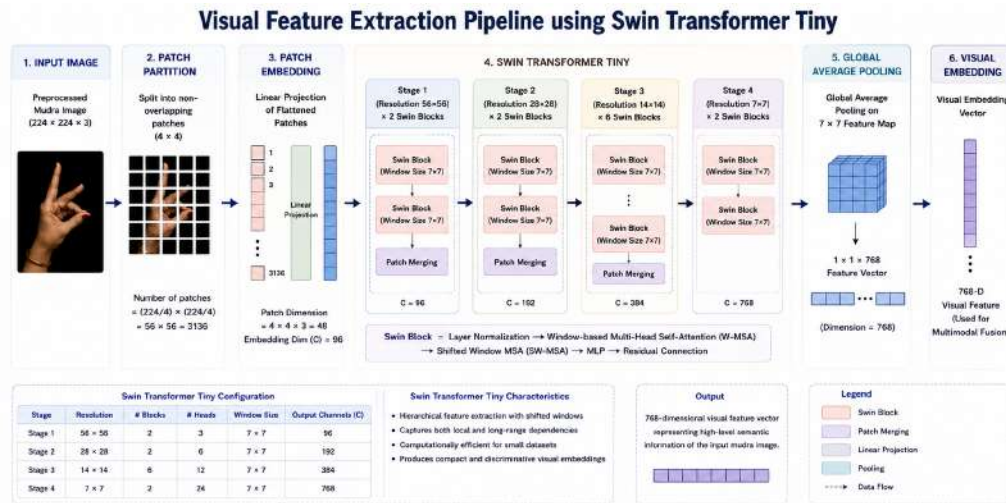 Visual Feature Extraction Pipeline using Swin Transformer Tiny
1. INPUT IMAGE
Preprocessed
Mudra Image
(224 × 224 × 3)
2. PATCH
PARTITION
Split into non-
overlapping
patches
(4 × 4)
Number of patches
= (224/4) × (224/4)
= 56 × 56 = 3136
3. PATCH
EMBEDDING
Linear Projection
of Flattened
Patches
1
2
3
3136
Linear
Projection
Patch Dimension
= 4 × 4 × 3 = 48
Embedding Dim (C) = 96
4. SWIN TRANSFORMER TINY
Stage 1
(Resolution 56×56)
× 2 Swin Blocks
Swin Block
(Window Size 7×7)
Swin Block
(Window Size 7×7)
Patch Merging
C = 96
Stage 2
(Resolution 28×28)
× 2 Swin Blocks
Swin Block
(Window Size 7×7)
Swin Block
(Window Size 7×7)
Patch Merging
C = 192
Stage 3
(Resolution 14×14)
× 6 Swin Blocks
Swin Block
(Window Size 7×7)
Swin Block
(Window Size 7×7)
Patch Merging
C = 384
Stage 4
(Resolution 7×7)
× 2 Swin Blocks
Swin Block
(Window Size 7×7)
Swin Block
(Window Size 7×7)
C = 768
Swin Block = Layer Normalization → Window-based Multi-Head Self-Attention (W-MSA)
→ Shifted Window MSA (SW-MSA) → MLP → Residual Connection
5. GLOBAL
AVERAGE POOLING
Global Average
Pooling on
7 × 7 Feature Map
1 × 1 × 768
Feature Vector
(Dimension = 768)
6. VISUAL
EMBEDDING
Visual Embedding
Vector
768-D
Visual Feature
(Used for
Multimodal Fusion)
Swin Transformer Tiny Configuration
Stage Resolution # Blocks # Heads Window Size Output Channels (C)
Stage 1 56 × 56 2 3 7 × 7 96
Stage 2 28 × 28 2 6 7 × 7 192
Stage 3 14 × 14 6 12 7 × 7 384
Stage 4 7 × 7 2 24 7 × 7 768
Swin Transformer Tiny Characteristics
• Hierarchical feature extraction with shifted windows
• Captures both local and long-range dependencies
• Computationally efficient for small datasets
• Produces compact and discriminative visual embeddings
Output
768-dimensional visual feature vector
representing high-level semantic
information of the input mudra image.
Legend
Swin Block
Patch Merging
Linear Projection
Pooling
Data Flow